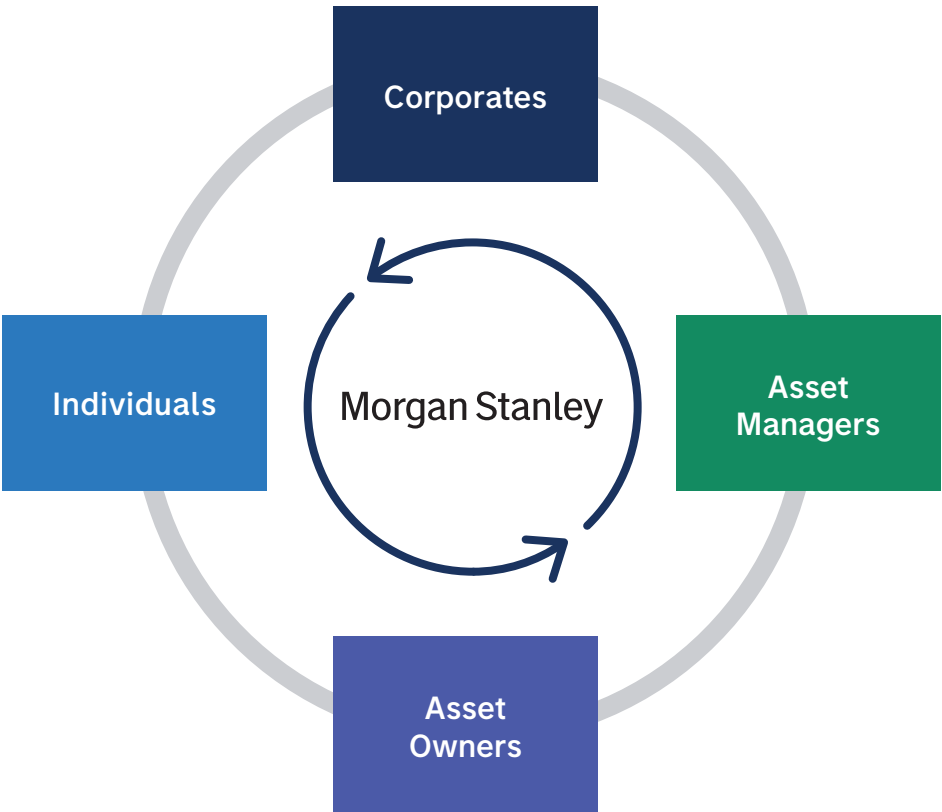 Corporates
Individuals
Morgan Stanley
Asset
Managers
Asset
Owners